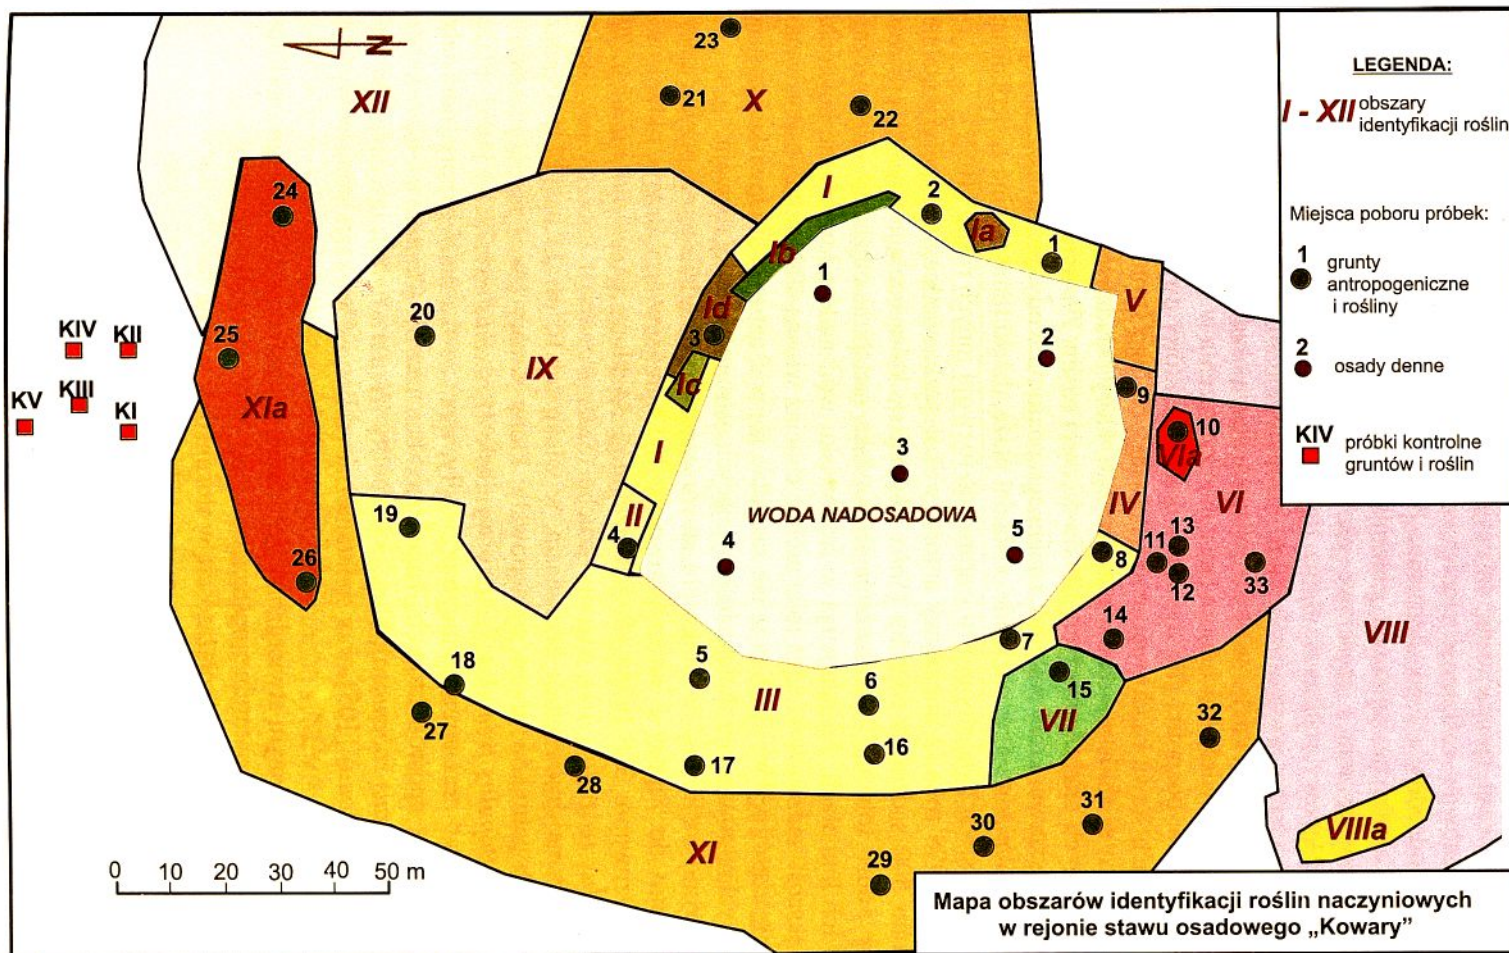 N
XII
23
21
X
22
24
I
2
Ia
1
Ib
1
V
20
Id
3
2
25
IX
Ic
9
XIa
KIV
KII
KIII
KV
KI
10
VIa
I
3
IV
VI
19
II
WODA NADOSADOWA
4
4
5
8
11
13
12
33
26
18
5
III
6
7
14
15
VII
VIII
27
32
17
16
28
31
30
XI
29
VIIIa
0 10 20 30 40 50 m
LEGENDA:
I - XII obszary
identyfikacji roślin
Miejsca poboru próbek:
1 grunty
antropogeniczne
i rośliny
2
osady denne
KIV próbki kontrolne
gruntów i roślin
Mapa obszarów identyfikacji roślin naczyniowych
w rejonie stawu osadowego „Kowary”